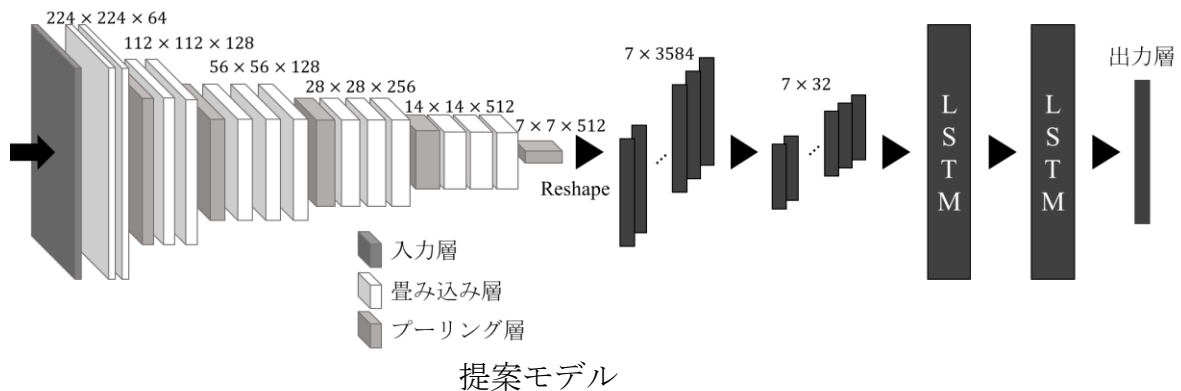 224 × 224 × 64
112 × 112 × 128
56 × 56 × 128
28 × 28 × 256
14 × 14 × 512
7 × 7 × 512
Reshape
7 × 3584
...
7 × 32
...
LSTM
LSTM
出力層
入力層
畳み込み層
プーリング層
提案モデル